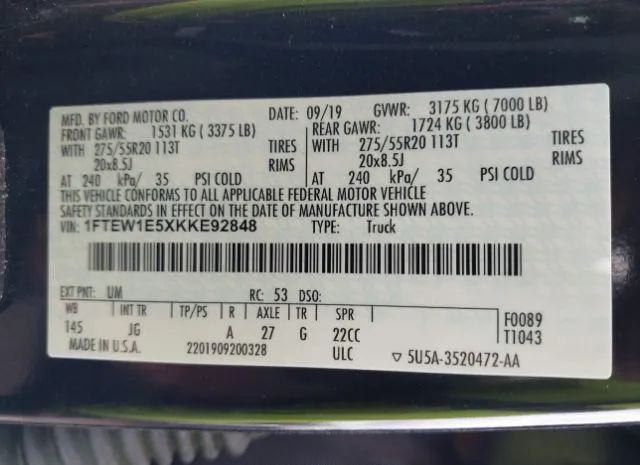 MFD. BY FORD MOTOR CO. DATE: 09/19 GVWR: 3175 KG ( 7000 LB)
FRONT GAWR: 1531 KG ( 3375 LB) REAR GAWR: 1724 KG ( 3800 LB)
WITH 275/55R20 113T TIRES WITH 275/55R20 113T TIRES
20x8.5J RIMS 20x8.5J RIMS
AT 240 kPa/ 35 PSI COLD AT 240 kPa/ 35 PSI COLD
THIS VEHICLE CONFORMS TO ALL APPLICABLE FEDERAL MOTOR VEHICLE
SAFETY STANDARDS IN EFFECT ON THE DATE OF MANUFACTURE SHOWN ABOVE.
VIN: 1FTEW1E5XKKE92848 TYPE: Truck
EXT PNT: UM RC: 53 DSO:
WB INT TR TP/PS R AXLE TR SPR F0089
145 JG A 27 G 22CC T1043
MADE IN U.S.A. 2201909200328 ULC ▽ 5U5A-3520472-AA